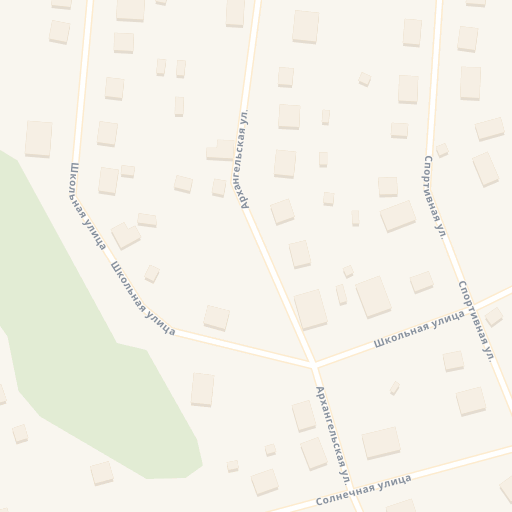 Архангельская ул.
Школьная улица
Спортивная ул.
Школьная улица
Спортивная ул.
Школьная улица
Архангельская ул.
Солнечная улица